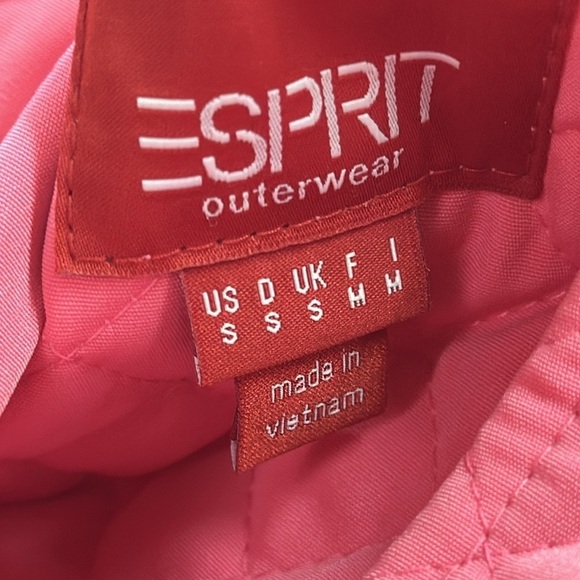 ESPRIT
outerwear
US D UK F I
S S S M M
made in
vietnam